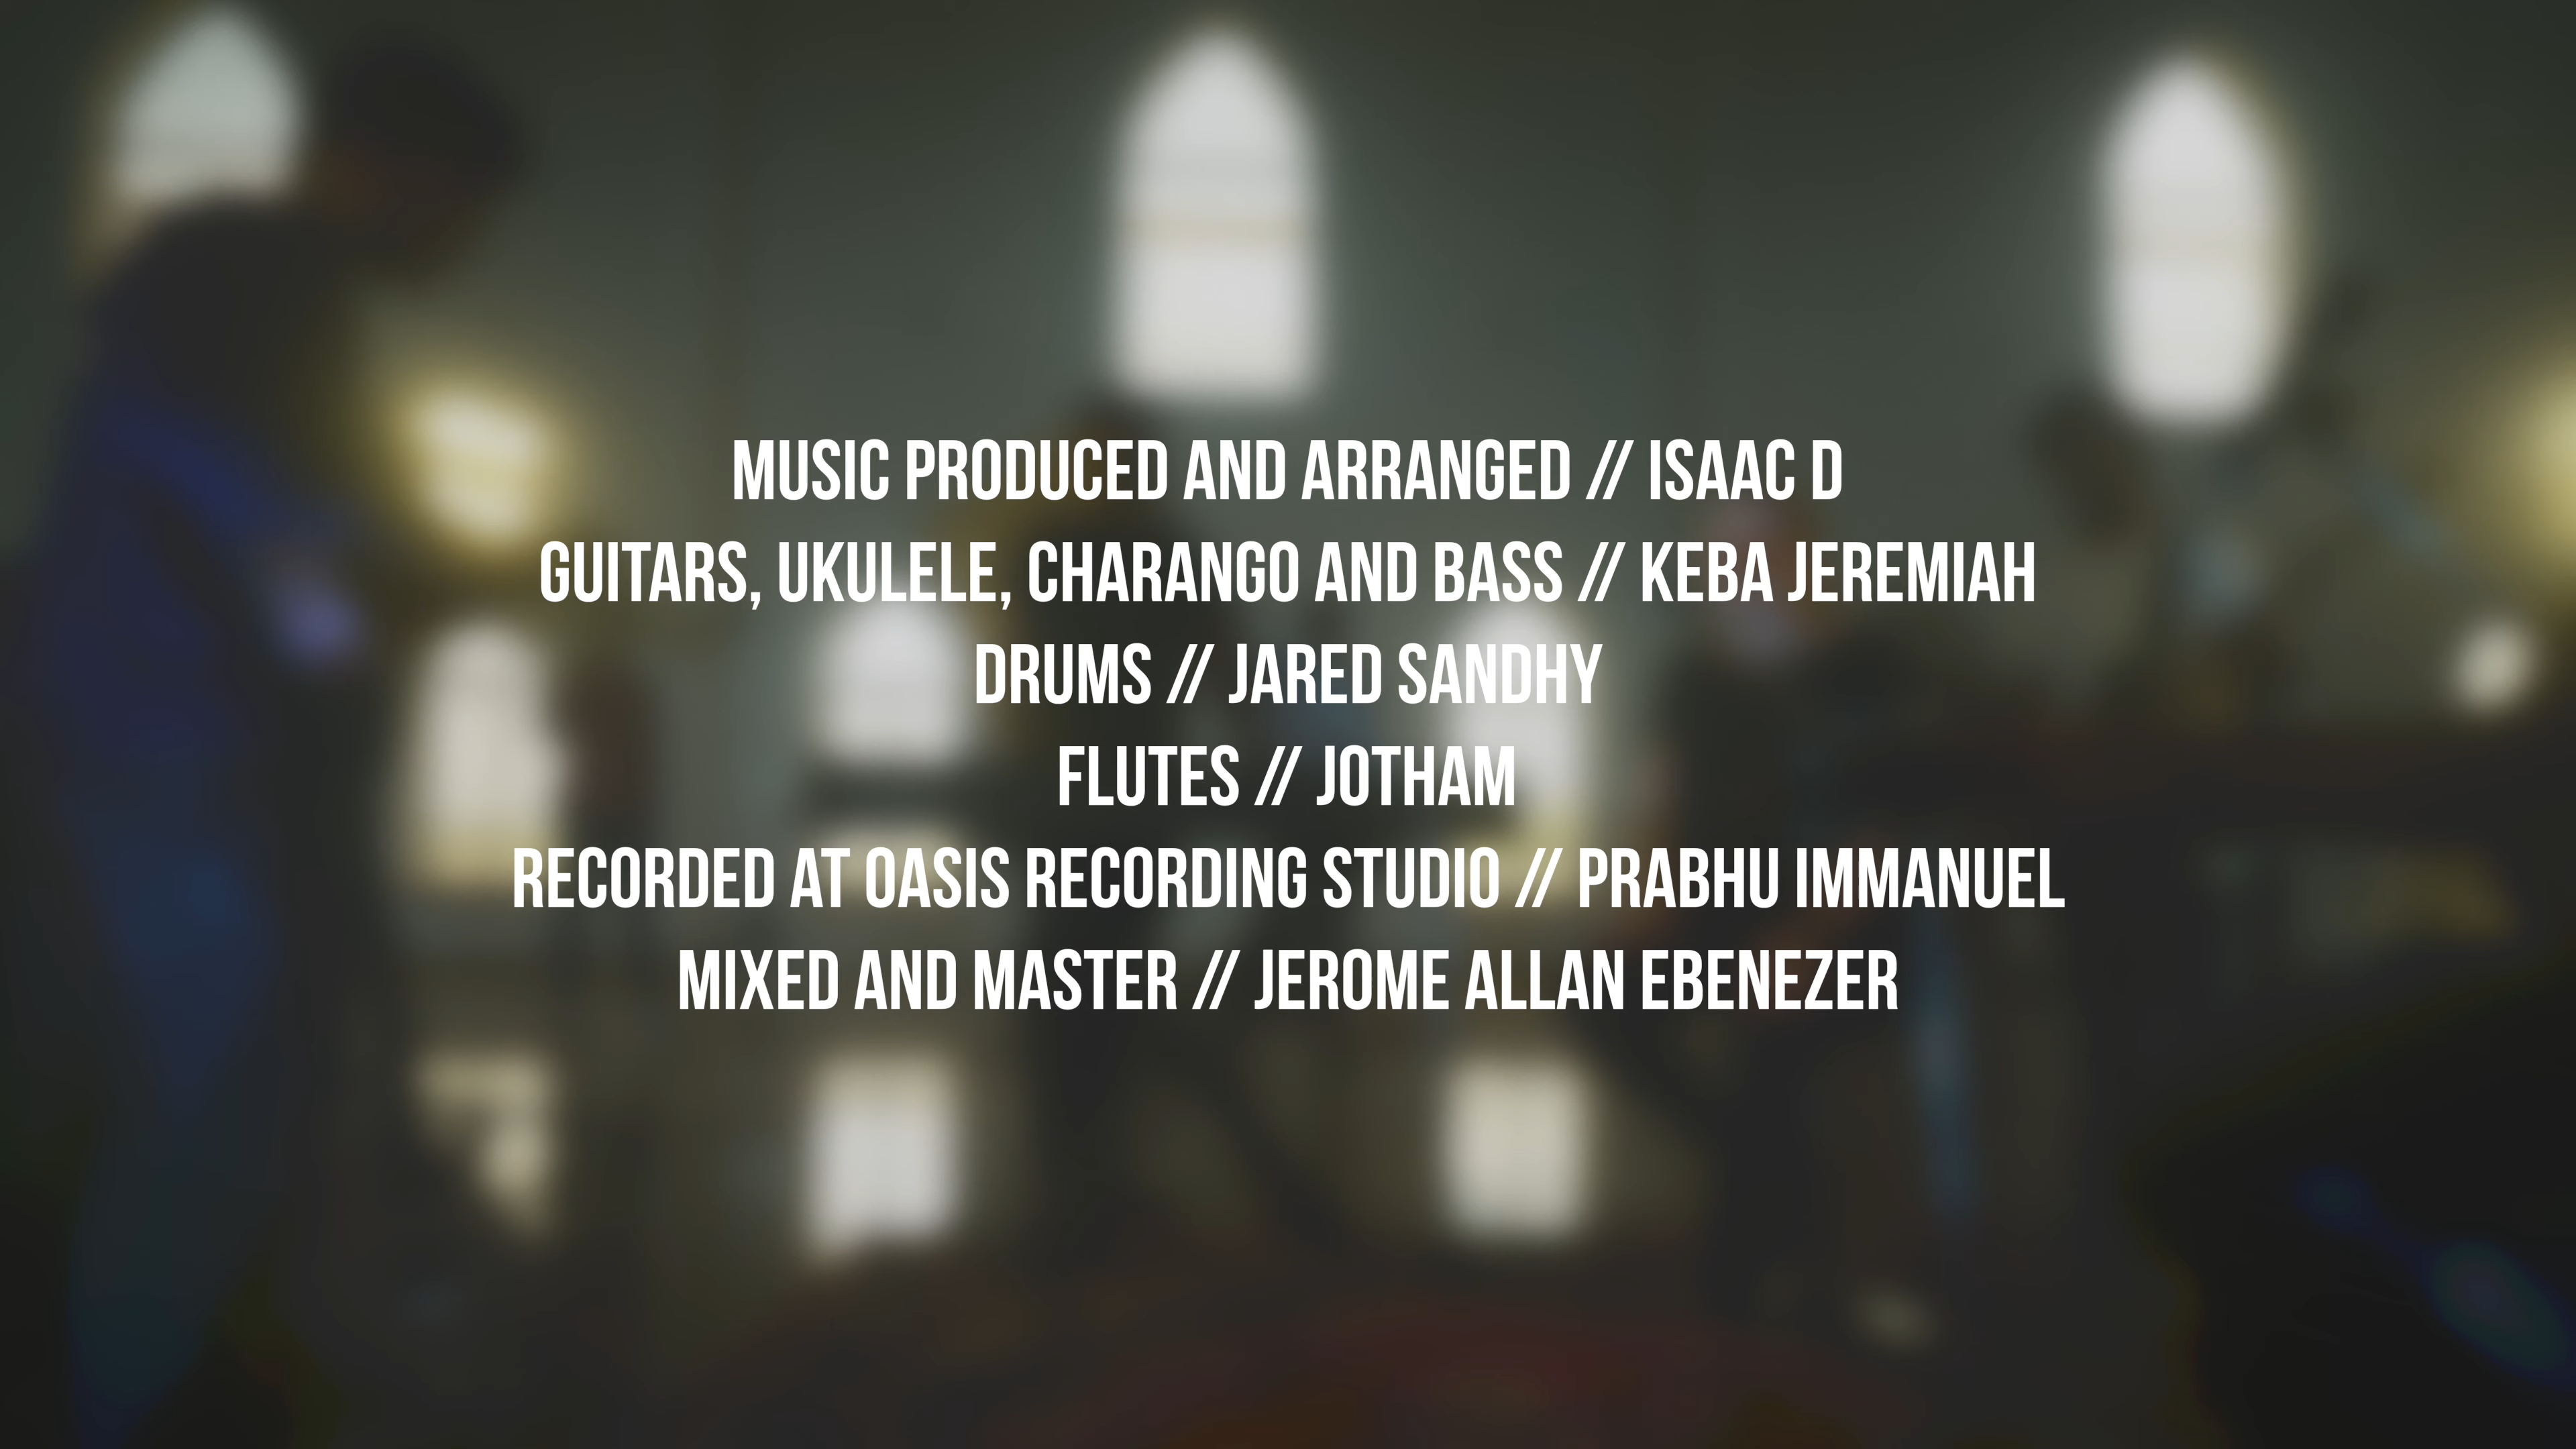 MUSIC PRODUCED AND ARRANGED // ISAAC D
GUITARS, UKULELE, CHARANGO AND BASS // KEBA JEREMIAH
DRUMS // JARED SANDHY
FLUTES // JOTHAM
RECORDED AT OASIS RECORDING STUDIO // PRABHU IMMANUEL
MIXED AND MASTER // JEROME ALLAN EBENEZER